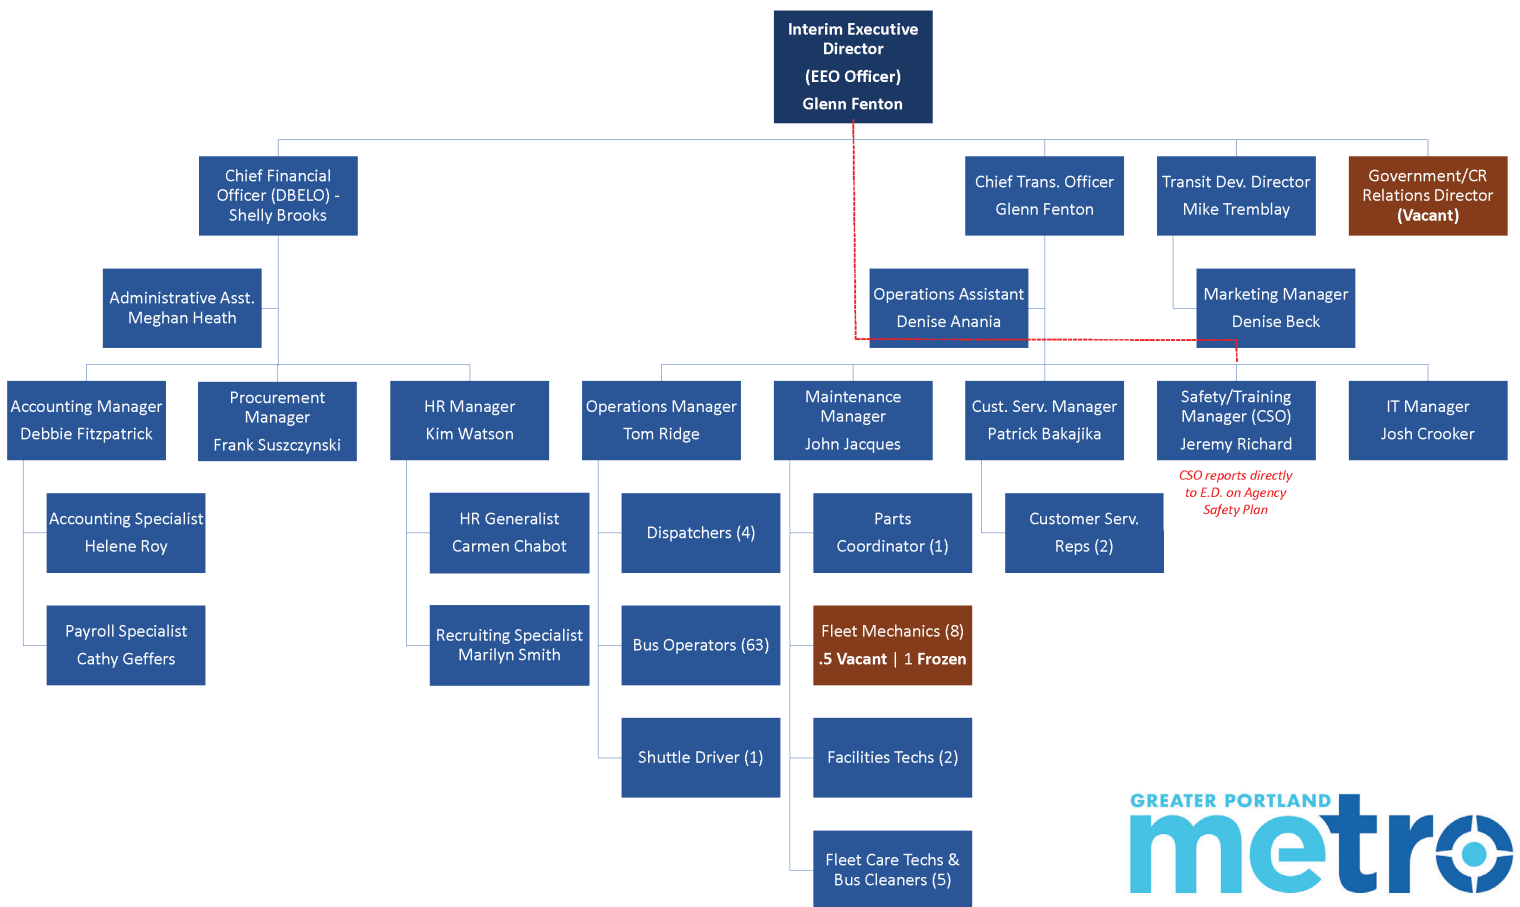 Interim Executive
Director
(EEO Officer)
Glenn Fenton
Chief Financial
Officer (DBELO) -
Shelly Brooks
Chief Trans. Officer
Glenn Fenton
Transit Dev. Director
Mike Tremblay
Government/CR
Relations Director
(Vacant)
Administrative Asst.
Meghan Heath
Operations Assistant
Denise Anania
Marketing Manager
Denise Beck
Accounting Manager
Debbie Fitzpatrick
Procurement
Manager
Frank Suszczynski
HR Manager
Kim Watson
Operations Manager
Tom Ridge
Maintenance
Manager
John Jacques
Cust. Serv. Manager
Patrick Bakajika
Safety/Training
Manager (CSO)
Jeremy Richard
IT Manager
Josh Crooker
CSO reports directly
to E.D. on Agency
Safety Plan
Accounting Specialist
Helene Roy
HR Generalist
Carmen Chabot
Dispatchers (4)
Parts
Coordinator (1)
Customer Serv.
Reps (2)
Payroll Specialist
Cathy Geffers
Recruiting Specialist
Marilyn Smith
Bus Operators (63)
Fleet Mechanics (8)
.5 Vacant | 1 Frozen
Shuttle Driver (1)
Facilities Techs (2)
Fleet Care Techs &
Bus Cleaners (5)
GREATER PORTLAND
metro